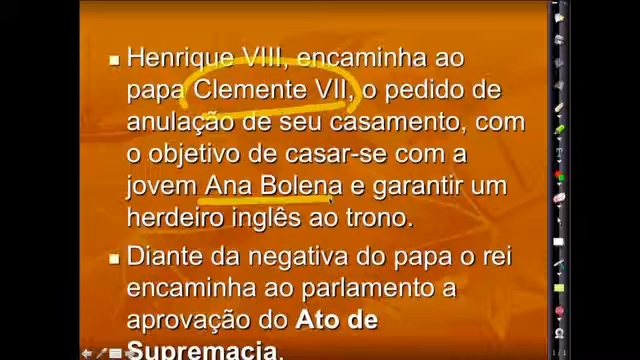 Henrique VIII, encaminha ao
papa Clemente VII, o pedido de
anulação de seu casamento, com
o objetivo de casar-se com a
jovem Ana Bolena e garantir um
herdeiro inglês ao trono.
Diante da negativa do papa o rei
encaminha ao parlamento a
aprovação do Ato de
Supremacia.